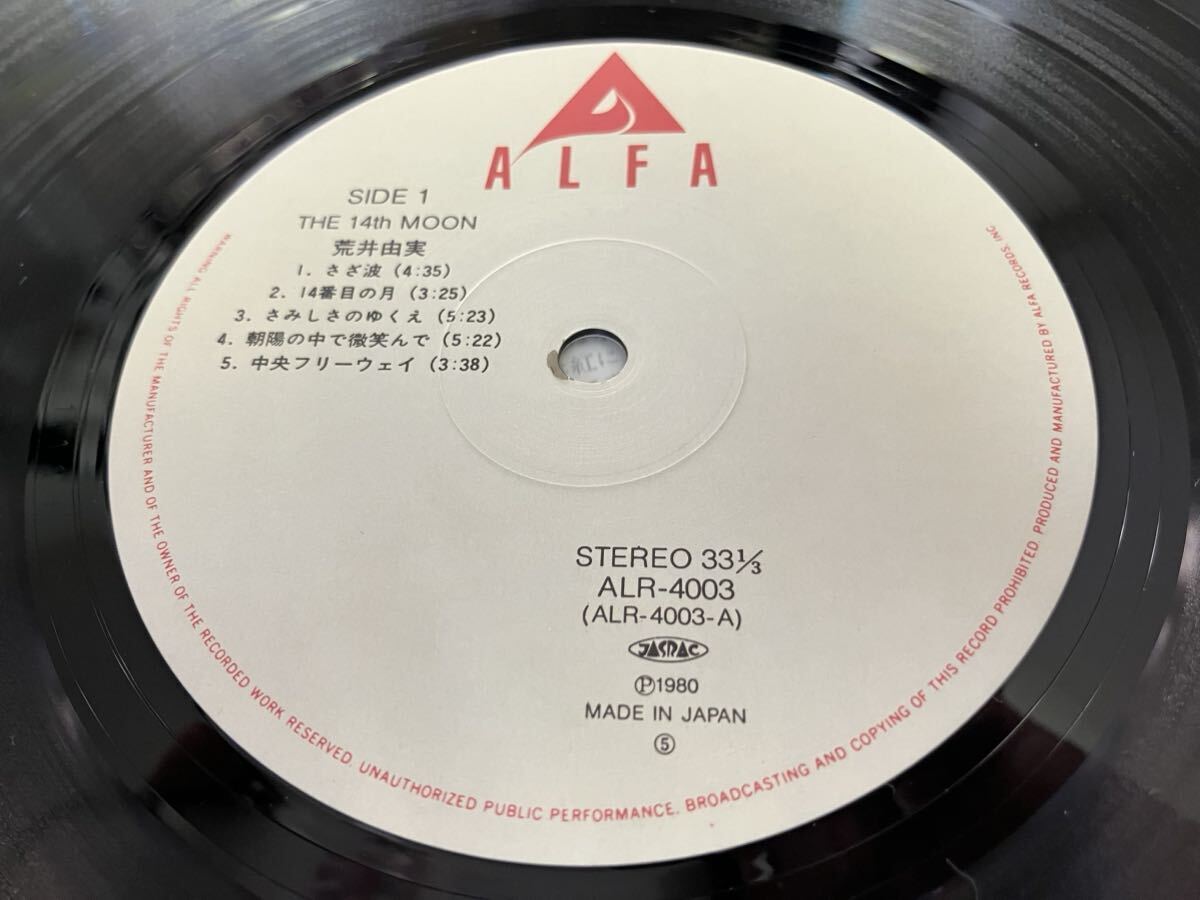 ALFA
SIDE 1
THE 14th MOON
荒井由実
1. さざ波 (4:35)
2. 14番目の月 (3:25)
3. さみしさのゆくえ (5:23)
4. 朝陽の中で微笑んで (5:22)
5. 中央フリーウェイ (3:38)
STEREO 33⅓
ALR-4003
(ALR-4003-A)
JASRAC
Ⓟ1980
MADE IN JAPAN
⑤
WARNING ALL RIGHTS OF THE MANUFACTURER AND OF THE OWNER OF THE RECORDED WORK RESERVED. UNAUTHORIZED PUBLIC PERFORMANCE. BROADCASTING AND COPYING OF THIS RECORD PROHIBITED. PRODUCED AND MANUFACTURED BY ALFA RECORDS, INC.